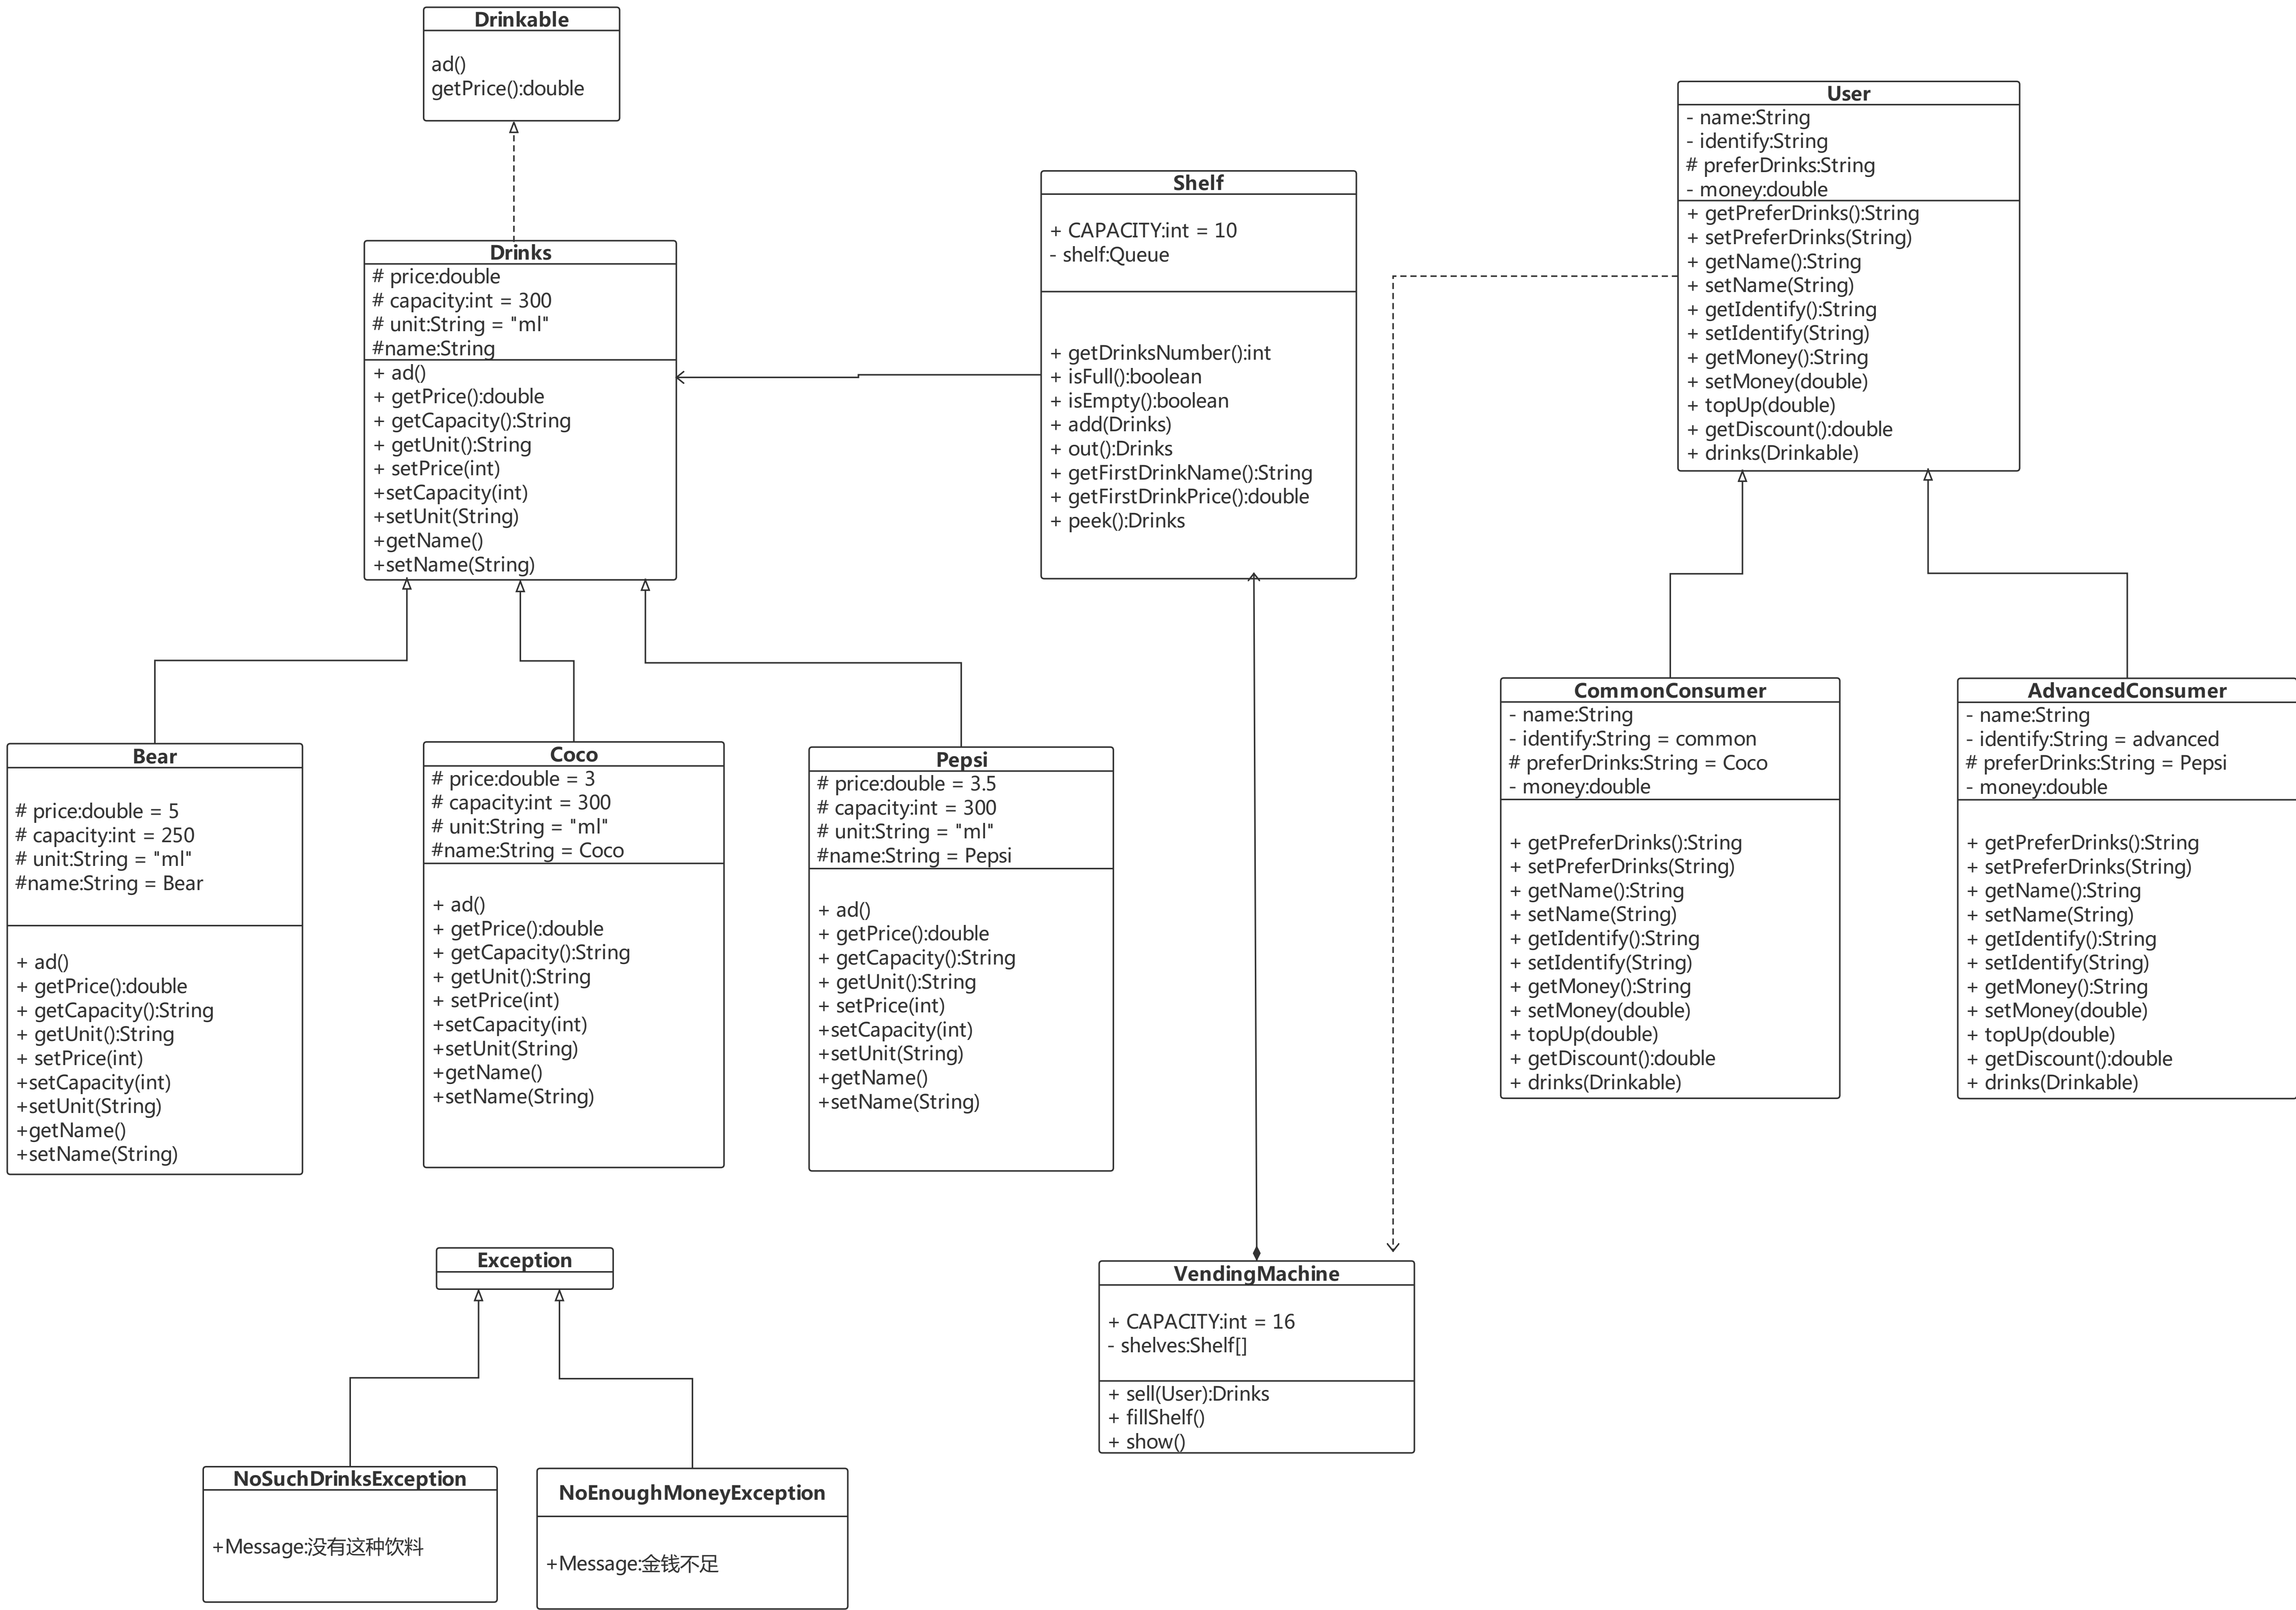 Drinkable
ad()
getPrice():double
Drinks
# price:double
# capacity:int = 300
# unit:String = "ml"
#name:String
+ ad()
+ getPrice():double
+ getCapacity():String
+ getUnit():String
+ setPrice(int)
+setCapacity(int)
+setUnit(String)
+getName()
+setName(String)
Shelf
+ CAPACITY:int = 10
- shelf:Queue
+ getDrinksNumber():int
+ isFull():boolean
+ isEmpty():boolean
+ add(Drinks)
+ out():Drinks
+ getFirstDrinkName():String
+ getFirstDrinkPrice():double
+ peek():Drinks
User
- name:String
- identify:String
# preferDrinks:String
- money:double
+ getPreferDrinks():String
+ setPreferDrinks(String)
+ getName():String
+ setName(String)
+ getIdentify():String
+ setIdentify(String)
+ getMoney():String
+ setMoney(double)
+ topUp(double)
+ getDiscount():double
+ drinks(Drinkable)
Bear
# price:double = 5
# capacity:int = 250
# unit:String = "ml"
#name:String = Bear
+ ad()
+ getPrice():double
+ getCapacity():String
+ getUnit():String
+ setPrice(int)
+setCapacity(int)
+setUnit(String)
+getName()
+setName(String)
Coco
# price:double = 3
# capacity:int = 300
# unit:String = "ml"
#name:String = Coco
+ ad()
+ getPrice():double
+ getCapacity():String
+ getUnit():String
+ setPrice(int)
+setCapacity(int)
+setUnit(String)
+getName()
+setName(String)
Pepsi
# price:double = 3.5
# capacity:int = 300
# unit:String = "ml"
#name:String = Pepsi
+ ad()
+ getPrice():double
+ getCapacity():String
+ getUnit():String
+ setPrice(int)
+setCapacity(int)
+setUnit(String)
+getName()
+setName(String)
CommonConsumer
- name:String
- identify:String = common
# preferDrinks:String = Coco
- money:double
+ getPreferDrinks():String
+ setPreferDrinks(String)
+ getName():String
+ setName(String)
+ getIdentify():String
+ setIdentify(String)
+ getMoney():String
+ setMoney(double)
+ topUp(double)
+ getDiscount():double
+ drinks(Drinkable)
AdvancedConsumer
- name:String
- identify:String = advanced
# preferDrinks:String = Pepsi
- money:double
+ getPreferDrinks():String
+ setPreferDrinks(String)
+ getName():String
+ setName(String)
+ getIdentify():String
+ setIdentify(String)
+ getMoney():String
+ setMoney(double)
+ topUp(double)
+ getDiscount():double
+ drinks(Drinkable)
Exception
VendingMachine
+ CAPACITY:int = 16
- shelves:Shelf[]
+ sell(User):Drinks
+ fillShelf()
+ show()
NoSuchDrinksException
+Message:没有这种饮料
NoEnoughMoneyException
+Message:金钱不足